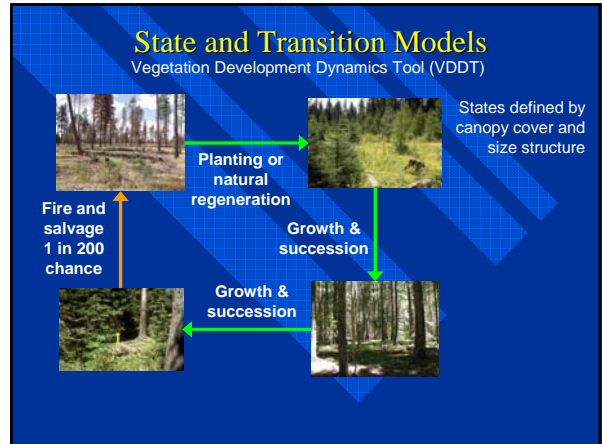 State and Transition Models
Vegetation Development Dynamics Tool (VDDT)
States defined by
canopy cover and
size structure
Planting or
natural
regeneration
Fire and
salvage
1 in 200
chance
Growth &
succession
Growth &
succession